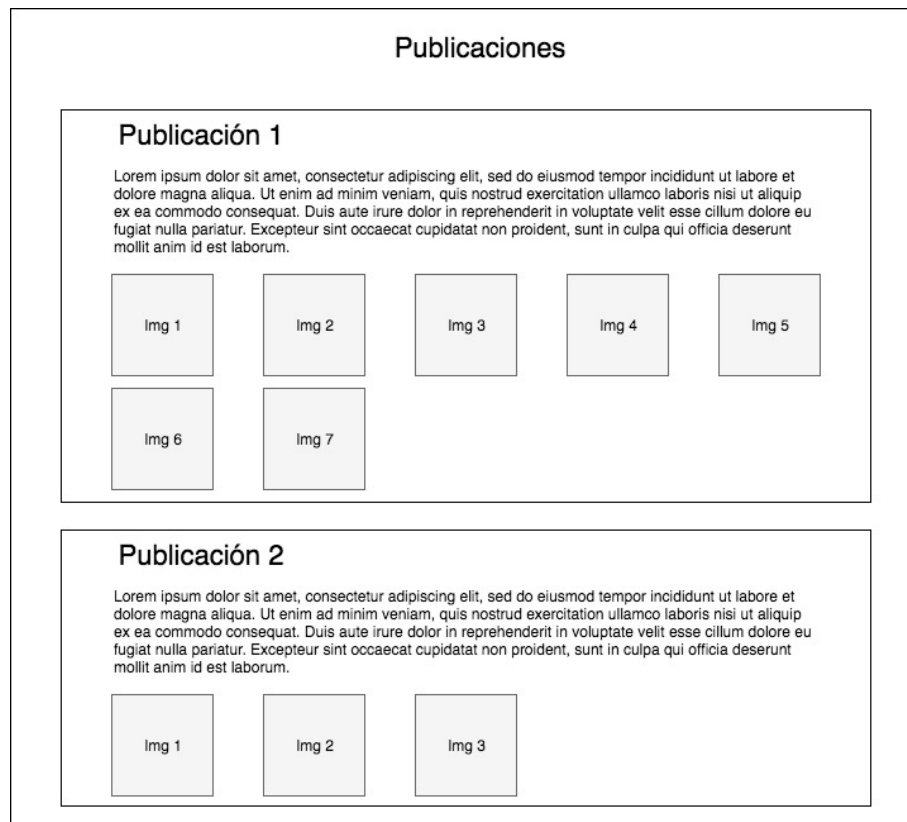 Publicaciones
Publicación 1
Lorem ipsum dolor sit amet, consectetur adipiscing elit, sed do eiusmod tempor incididunt ut labore et
dolore magna aliqua. Ut enim ad minim veniam, quis nostrud exercitation ullamco laboris nisi ut aliquip
ex ea commodo consequat. Duis aute irure dolor in reprehenderit in voluptate velit esse cillum dolore eu
fugiat nulla pariatur. Excepteur sint occaecat cupidatat non proident, sunt in culpa qui officia deserunt
mollit anim id est laborum.
Img 1 Img 2 Img 3 Img 4 Img 5
Img 6 Img 7
Publicación 2
Lorem ipsum dolor sit amet, consectetur adipiscing elit, sed do eiusmod tempor incididunt ut labore et
dolore magna aliqua. Ut enim ad minim veniam, quis nostrud exercitation ullamco laboris nisi ut aliquip
ex ea commodo consequat. Duis aute irure dolor in reprehenderit in voluptate velit esse cillum dolore eu
fugiat nulla pariatur. Excepteur sint occaecat cupidatat non proident, sunt in culpa qui officia deserunt
mollit anim id est laborum.
Img 1 Img 2 Img 3